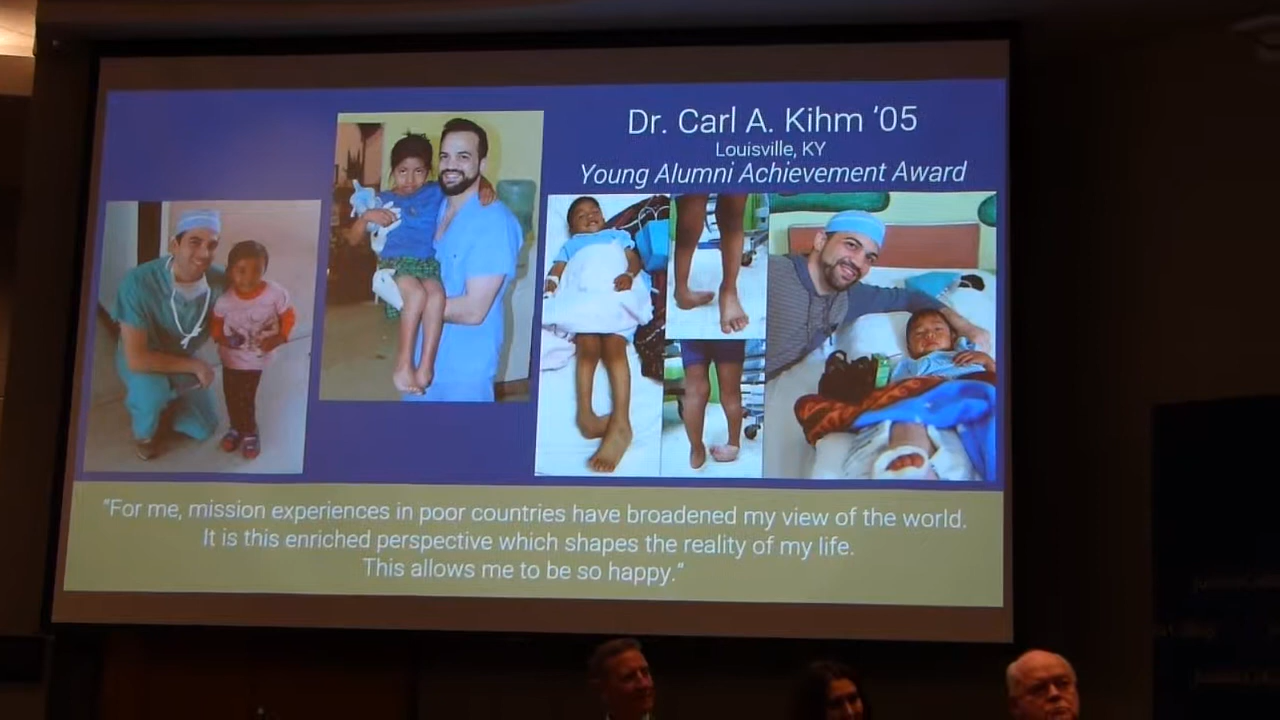 Dr. Carl A. Kihm '05
Louisville, KY
Young Alumni Achievement Award
"For me, mission experiences in poor countries have broadened my view of the world.
It is this enriched perspective which shapes the reality of my life.
This allows me to be so happy."